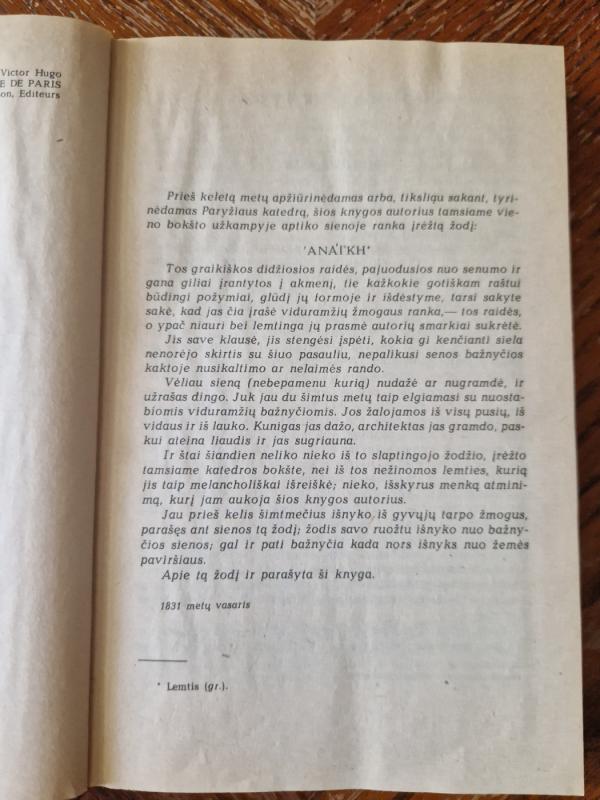 Victor Hugo
E DE PARIS
on, Editeurs
Prieš keletą metų apžiūrinėdamas arba, tiksliau sakant, tyri-
nėdamas Paryžiaus katedrą, šios knygos autorius tamsiame vie-
no bokšto užkampyje aptiko sienoje ranka įrėžtą žodį:
'ΑΝΆΓΚΗ*
Tos graikiškos didžiosios raidės, pajuodusios nuo senumo ir
gana giliai įrantytos į akmenį, tie kažkokie gotiškam raštui
būdingi požymiai, glūdį jų formoje ir išdėstyme, tarsi sakyte
sakė, kad jas čia įrašė viduramžių žmogaus ranka,— tos raidės,
o ypač niauri bei lemtinga jų prasmė autorių smarkiai sukrėtė.
Jis save klausė, jis stengėsi įspėti, kokia gi kenčianti siela
nenorėjo skirtis su šiuo pasauliu, nepalikusi senos bažnyčios
kaktoje nusikaltimo ar nelaimės rando.
Vėliau sieną (nebepamenu kurią) nudažė ar nugramdė, ir
užrašas dingo. Juk jau du šimtus metų taip elgiamasi su nuosta-
biomis viduramžių bažnyčiomis. Jos žalojamos iš visų pusių, iš
vidaus ir iš lauko. Kunigas jas dažo, architektas jas gramdo, pas-
kui ateina liaudis ir jas sugriauna.
Ir štai šiandien neliko nieko iš to slaptingojo žodžio, įrėžto
tamsiame katedros bokšte, nei iš tos nežinomos lemties, kurią
jis taip melancholiškai išreiškė; nieko, išskyrus menką atmini-
mą, kurį jam aukoja šios knygos autorius.
Jau prieš kelis šimtmečius išnyko iš gyvųjų tarpo žmogus,
parašęs ant sienos tą žodį; žodis savo ruožtu išnyko nuo bažny-
čios sienos; gal ir pati bažnyčia kada nors išnyks nuo žemės
paviršiaus.
Apie tą žodį ir parašyta ši knyga.
1831 metų vasaris
* Lemtis (gr.).